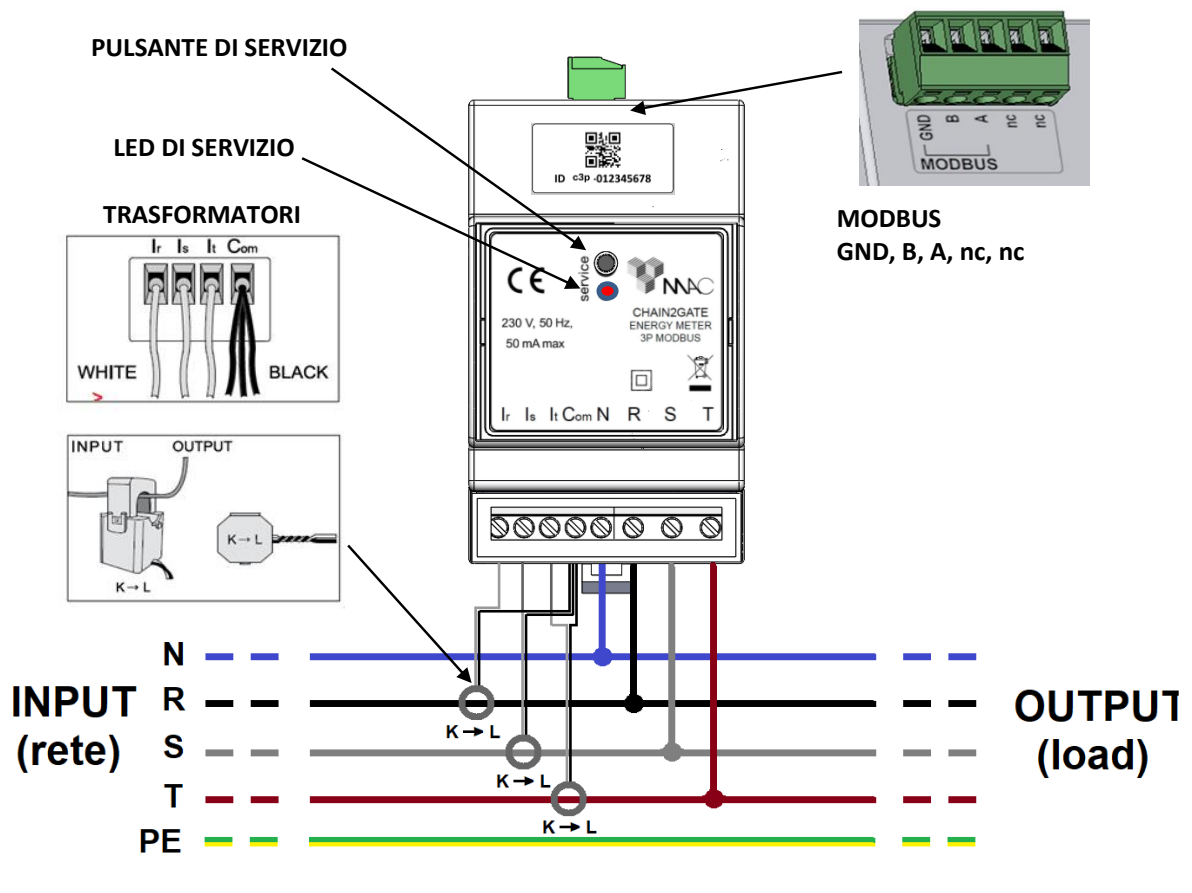 PULSANTE DI SERVIZIO
LED DI SERVIZIO
TRASFORMATORI
Ir Is It Com
WHITE
BLACK
>
INPUT OUTPUT
K→L
K→L
ID c3p -012345678
service
CE
MAC
230 V, 50 Hz,
50 mA max
CHAIN2GATE
ENERGY METER
3P MODBUS
Ir Is It Com N R S T
GND B A nc nc
MODBUS
MODBUS
GND, B, A, nc, nc
INPUT
(rete)
N
R
S
T
PE
K→L
K→L
K→L
OUTPUT
(load)